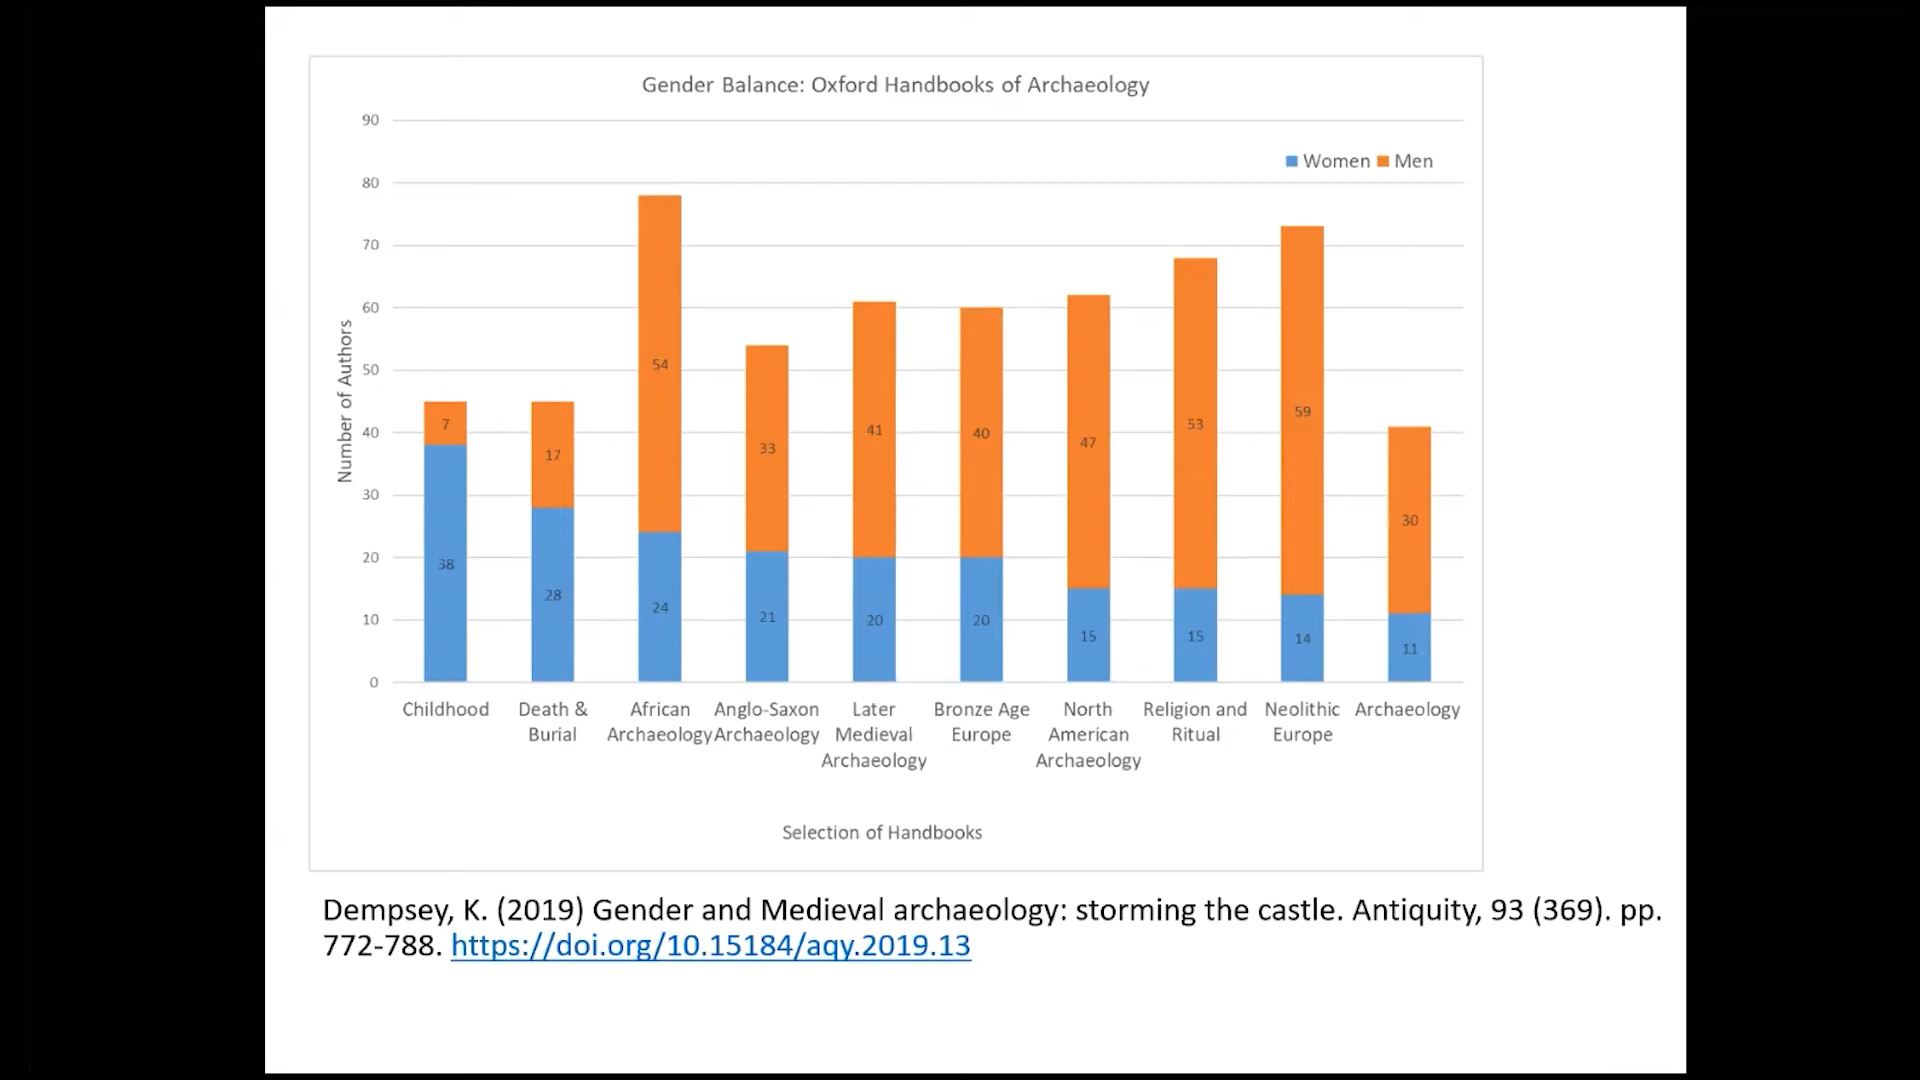 Gender Balance: Oxford Handbooks of Archaeology
Women Men
Number of Authors
90
80
70
60
50
40
30
20
10
0
7 17 54 33 41 40 47 53 59 30
38 28 24 21 20 20 15 15 14 11
Childhood
Death &
Burial
African
Archaeology
Anglo-Saxon
Archaeology
Later
Medieval
Archaeology
Bronze Age
Europe
North
American
Archaeology
Religion and
Ritual
Neolithic
Europe
Archaeology
Selection of Handbooks
Dempsey, K. (2019) Gender and Medieval archaeology: storming the castle. Antiquity, 93 (369). pp.
772-788. https://doi.org/10.15184/aqy.2019.13